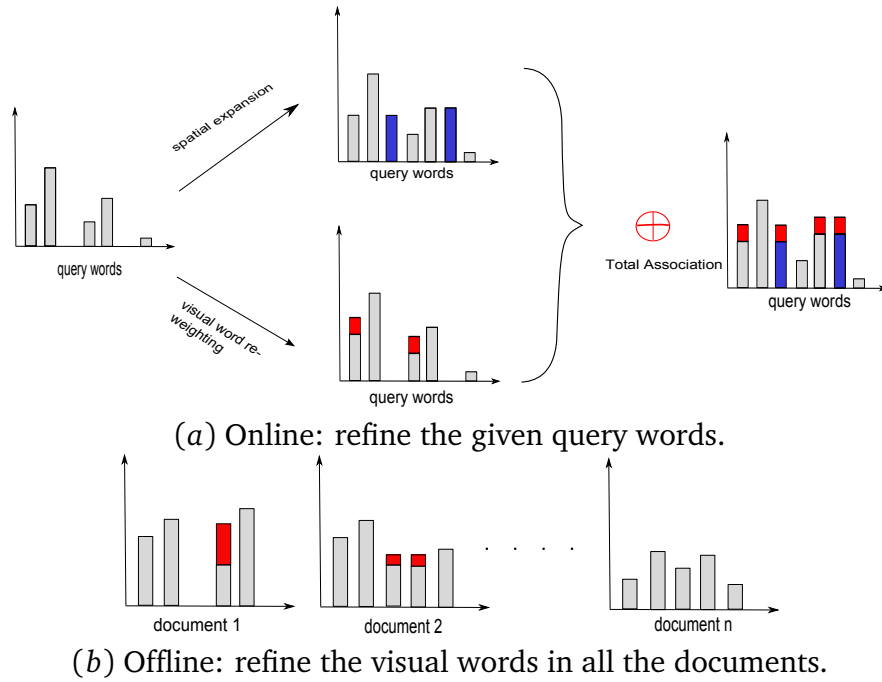 spatial expansion
query words
query words
visual word re-
weighting
query words
Total Association
query words
(a) Online: refine the given query words.
document 1
document 2
. . . .
document n
(b) Offline: refine the visual words in all the documents.